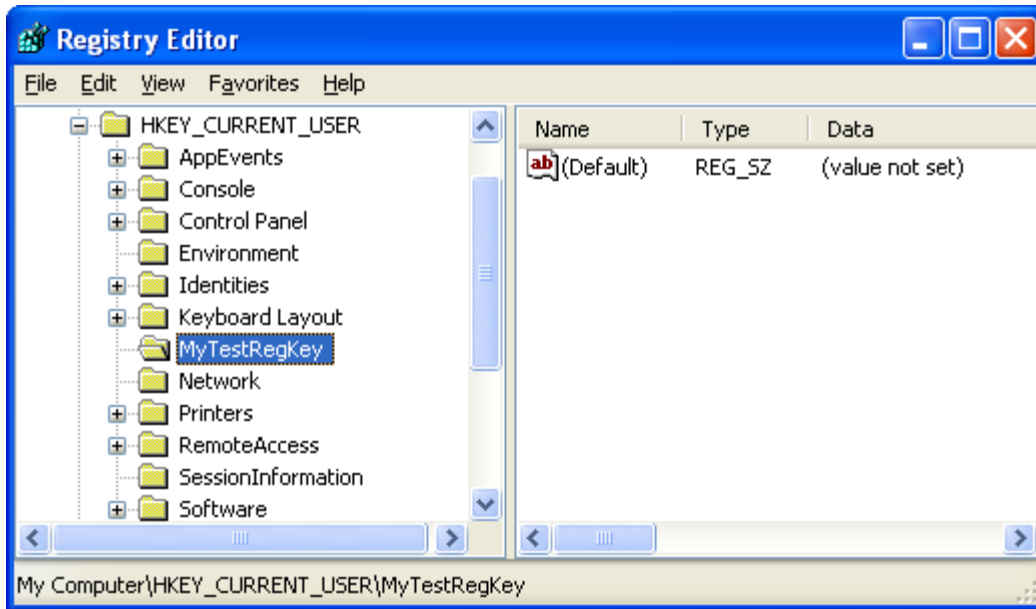 Registry Editor
File Edit View Favorites Help
HKEY_CURRENT_USER
AppEvents
Console
Control Panel
Environment
Identities
Keyboard Layout
MyTestRegKey
Network
Printers
RemoteAccess
SessionInformation
Software
Name Type Data
ab (Default) REG_SZ (value not set)
My Computer\HKEY_CURRENT_USER\MyTestRegKey